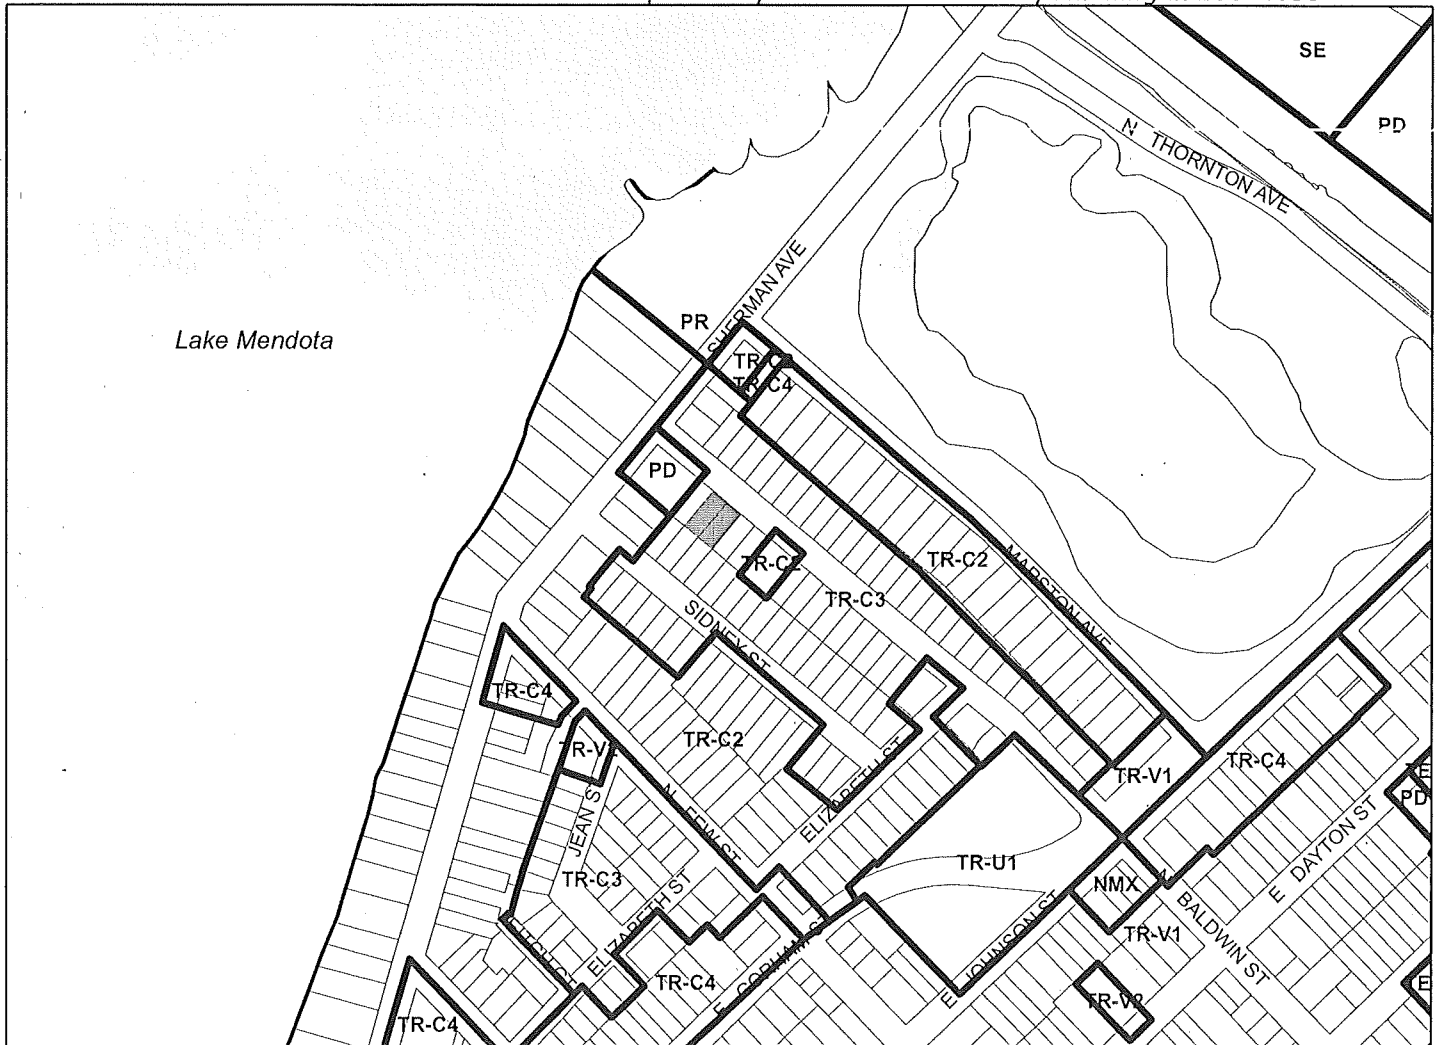 SE
PD
N THORNTON AVE
SHERMAN AVE
Lake Mendota
PR
TR-C4
PD
TR-C2
TR-C2
MARSTON AVE
TR-C3
SIDNEY ST
TR-C4
TR-C2
ELIZABETH ST
TR-V1
TR-C4
PD
JEAN ST
N FEW ST
E DAYTON ST
TR-C3
TR-U1
NMX
ELIZABETH ST
N BALDWIN ST
TR-V1
E JOHNSON ST
TR-C4
E GORHAM ST
TR-V2
TR-C4